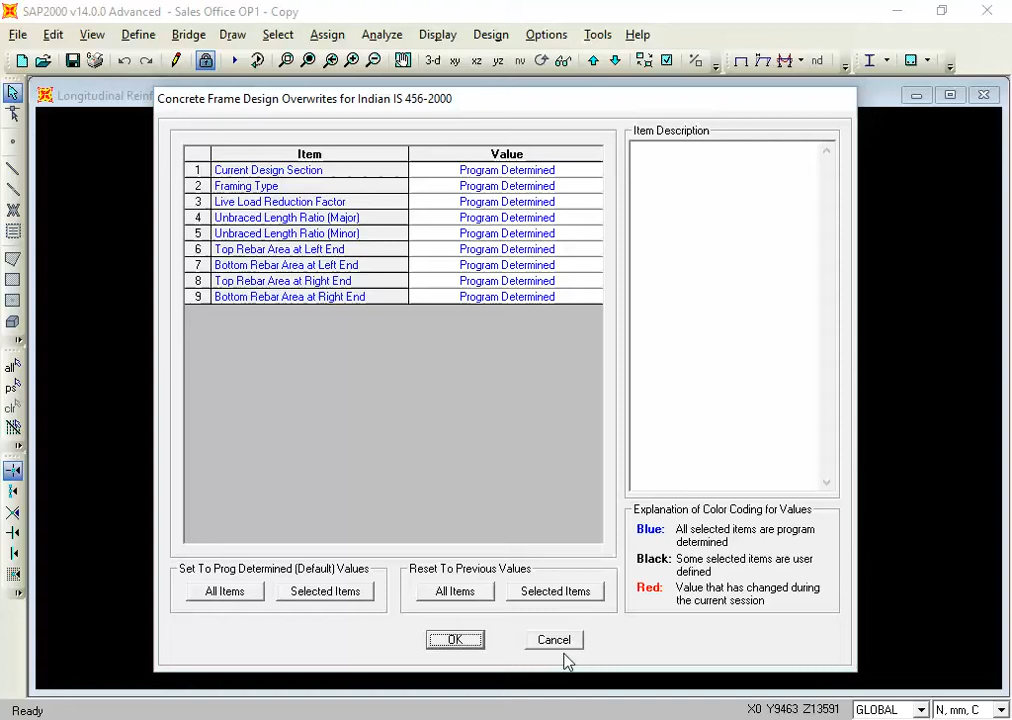 SAP2000 v14.0.0 Advanced - Sales Office OP1 - Copy
File Edit View Define Bridge Draw Select Assign Analyze Display Design Options Tools Help
3-d xy xz yz nv nd
Longitudinal Reinf
Concrete Frame Design Overwrites for Indian IS 456-2000
Item Value
1 Current Design Section Program Determined
2 Framing Type Program Determined
3 Live Load Reduction Factor Program Determined
4 Unbraced Length Ratio (Major) Program Determined
5 Unbraced Length Ratio (Minor) Program Determined
6 Top Rebar Area at Left End Program Determined
7 Bottom Rebar Area at Left End Program Determined
8 Top Rebar Area at Right End Program Determined
9 Bottom Rebar Area at Right End Program Determined
Item Description
all
ps
clr
Explanation of Color Coding for Values
Blue: All selected items are program
determined
Black: Some selected items are user
defined
Red: Value that has changed during
the current session
Set To Prog Determined (Default) Values
All Items Selected Items
Reset To Previous Values
All Items Selected Items
OK Cancel
Ready X0 Y9463 Z13591 GLOBAL N, mm, C